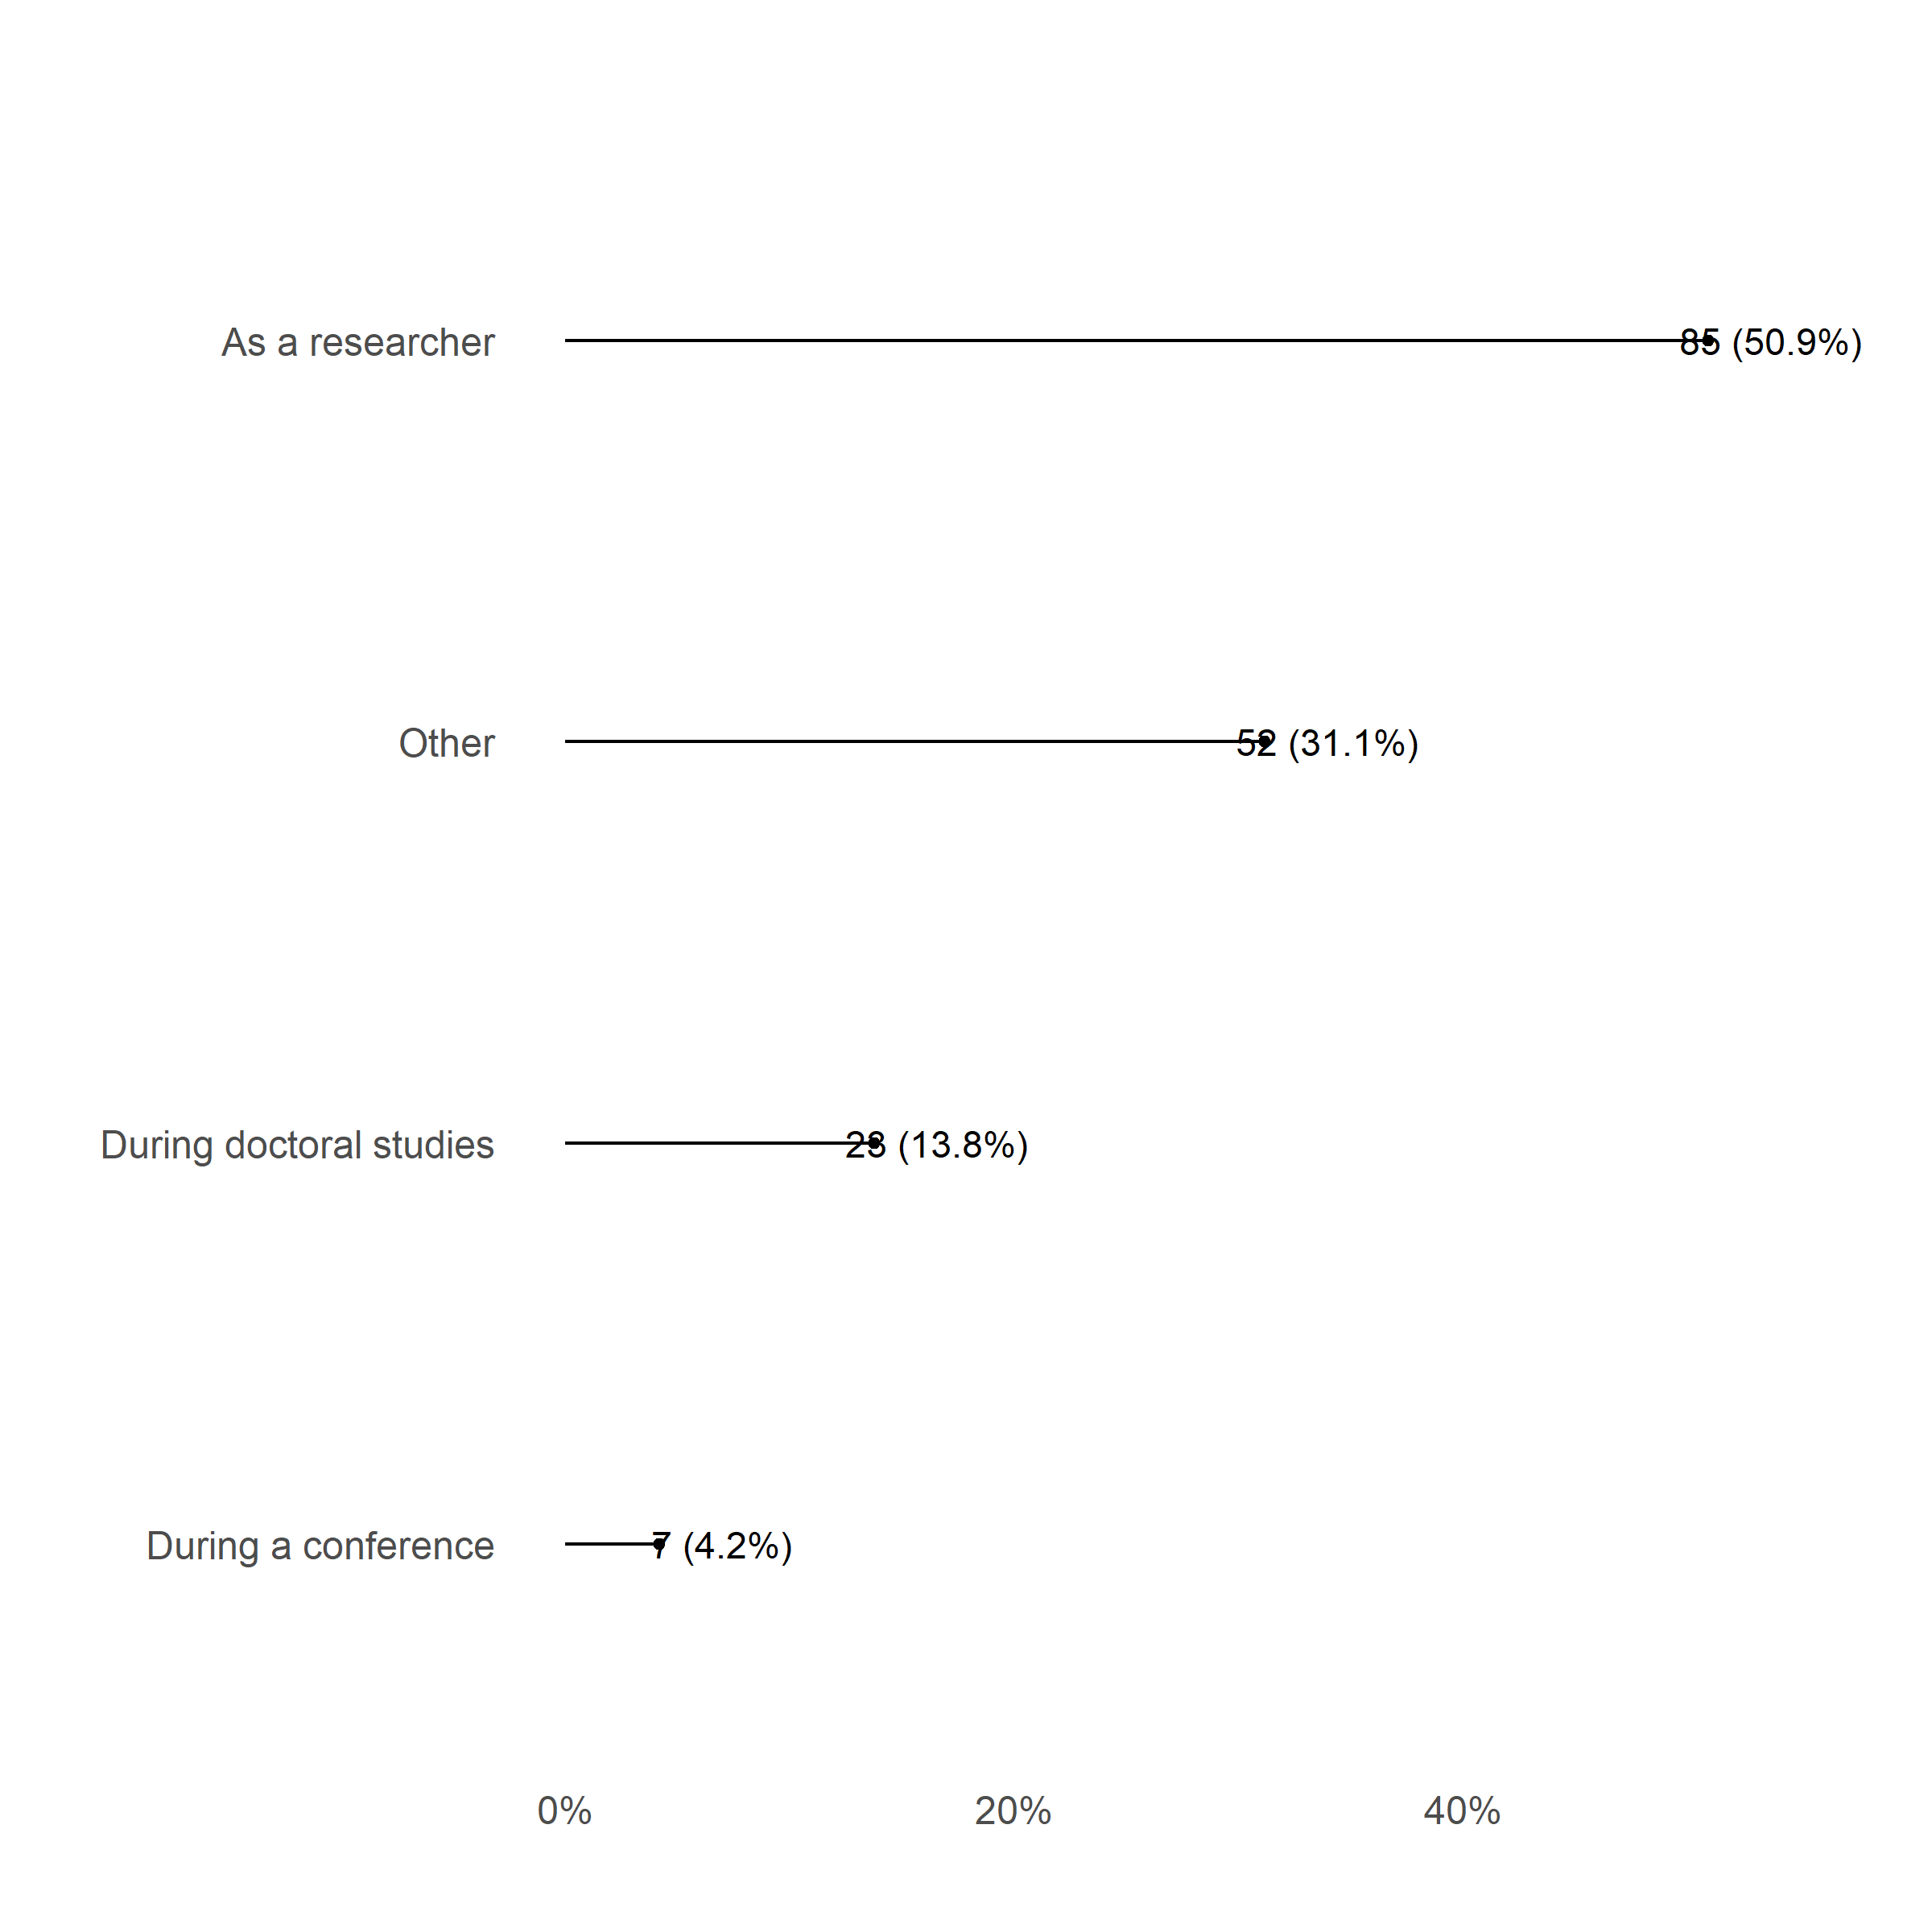 As a researcher 85 (50.9%)
Other 52 (31.1%)
During doctoral studies 23 (13.8%)
During a conference 7 (4.2%)
0% 20% 40%